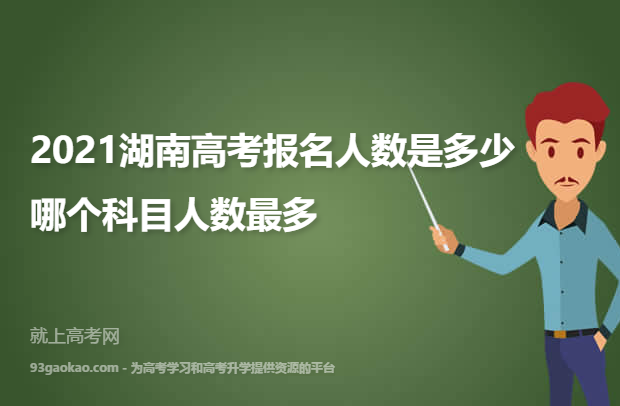 2021湖南高考报名人数是多少
哪个科目人数最多
就上高考网
93gaokao.com - 为高考学习和高考升学提供资源的平台